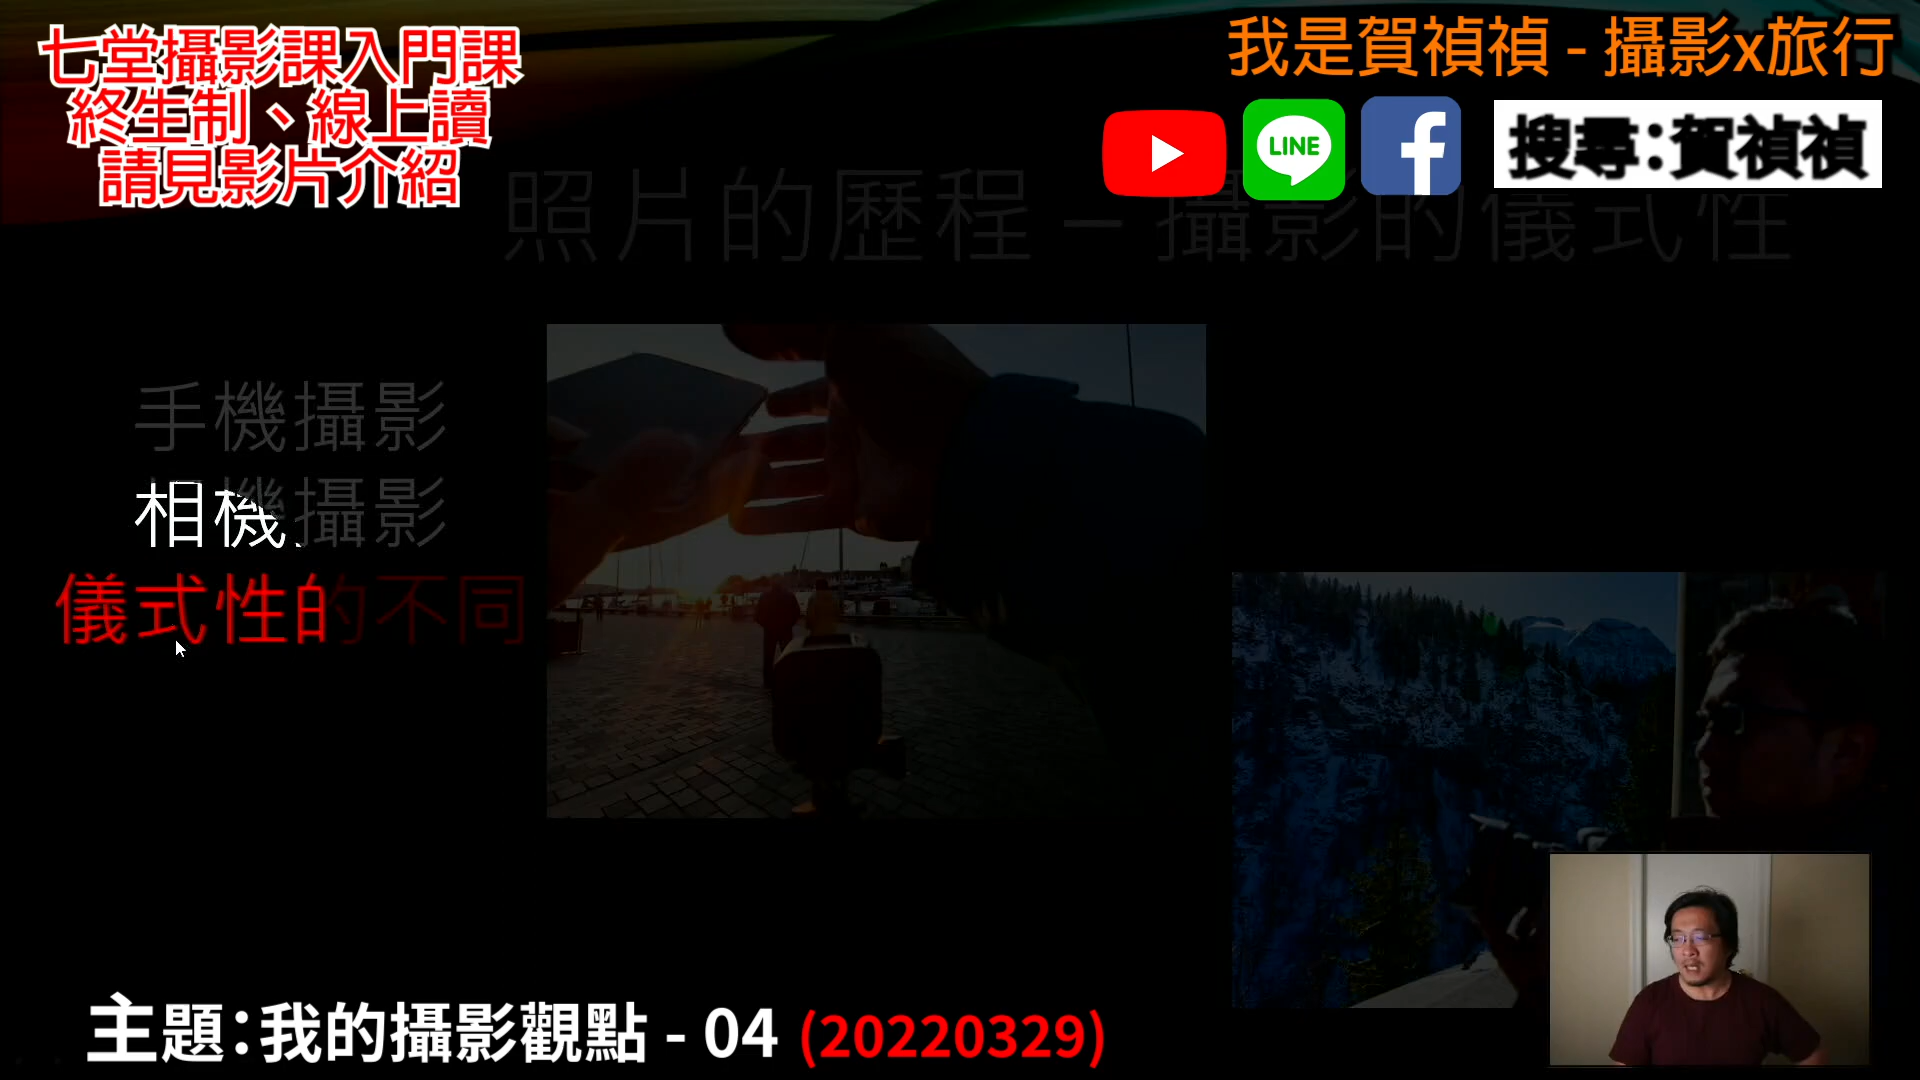 七堂攝影課入門課
終生制、線上讀
請見影片介紹
我是賀禎禎 - 攝影x旅行
LINE
搜尋:賀禎禎
照片的歷程 – 攝影的儀式性
手機攝影
相機攝影
儀式性的不同
主題:我的攝影觀點 - 04 (20220329)